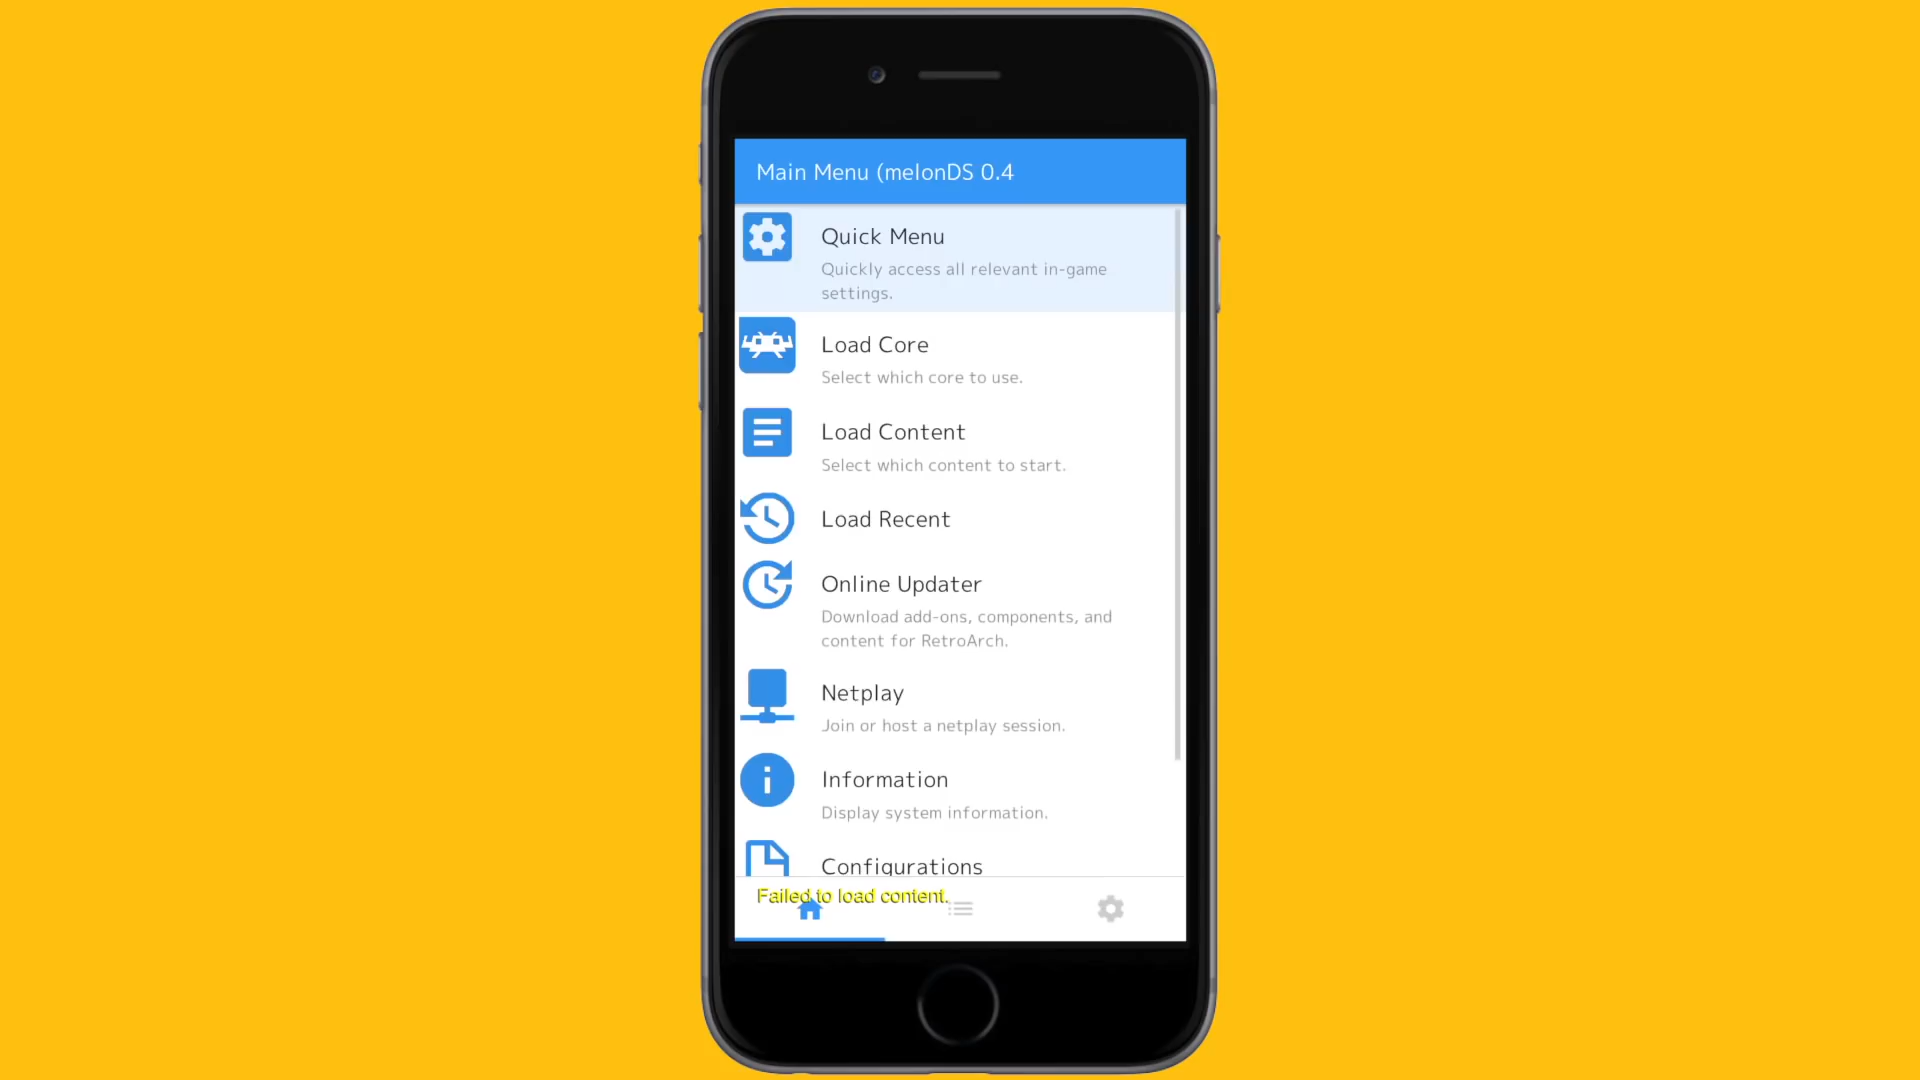 Main Menu (melonDS 0.4
Quick Menu
Quickly access all relevant in-game
settings.
Load Core
Select which core to use.
Load Content
Select which content to start.
Load Recent
Online Updater
Download add-ons, components, and
content for RetroArch.
Netplay
Join or host a netplay session.
Information
Display system information.
Configurations
Failed to load content.